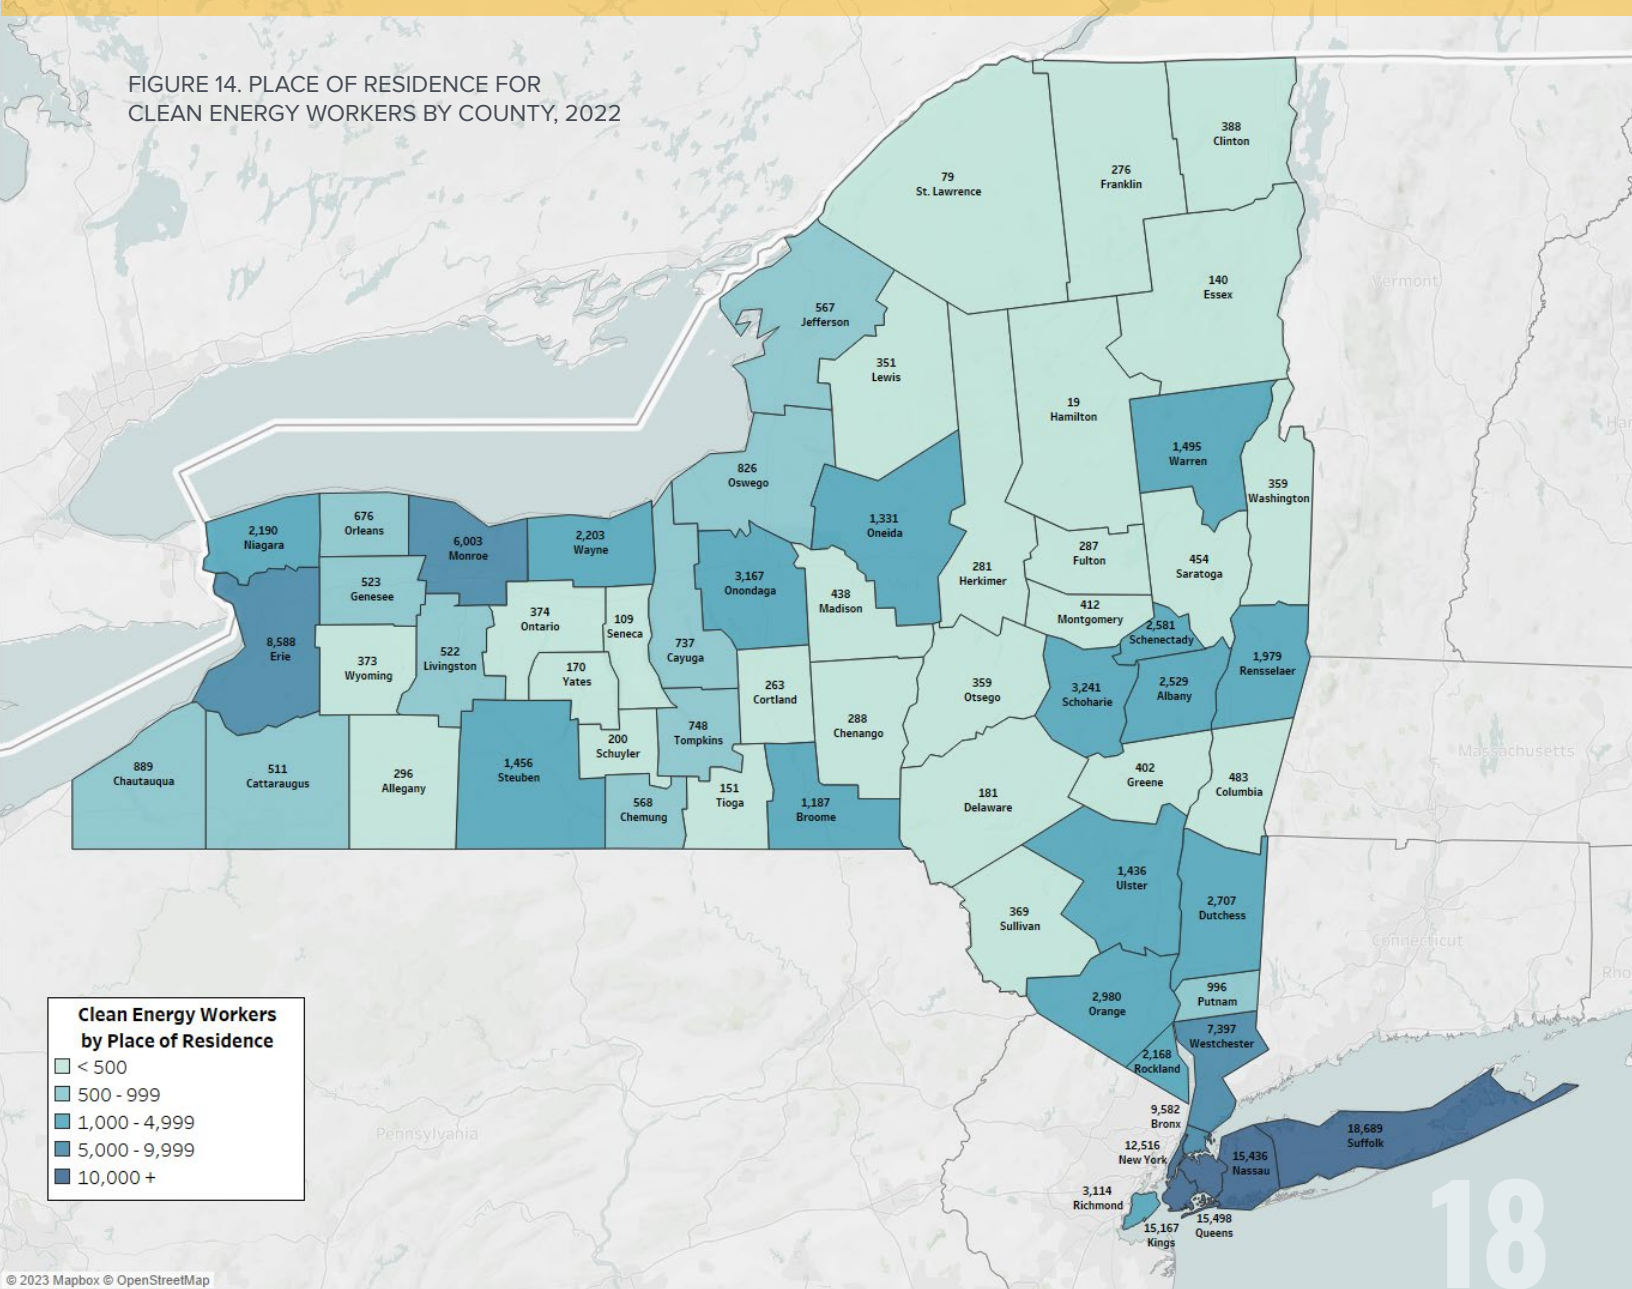 FIGURE 14. PLACE OF RESIDENCE FOR
CLEAN ENERGY WORKERS BY COUNTY, 2022
388
Clinton
276
Franklin
79
St. Lawrence
140
Essex
Vermont
567
Jefferson
351
Lewis
19
Hamilton
1,495
Warren
359
Washington
826
Oswego
1,331
Oneida
281
Herkimer
287
Fulton
454
Saratoga
412
Montgomery
2,190
Niagara
676
Orleans
6,003
Monroe
2,203
Wayne
523
Genesee
3,167
Onondaga
438
Madison
374
Ontario
109
Seneca
8,588
Erie
373
Wyoming
522
Livingston
170
Yates
737
Cayuga
263
Cortland
359
Otsego
2,581
Schenectady
1,979
Rensselaer
3,241
Schoharie
2,529
Albany
889
Chautauqua
511
Cattaraugus
296
Allegany
1,456
Steuben
200
Schuyler
748
Tompkins
568
Chemung
151
Tioga
1,187
Broome
288
Chenango
181
Delaware
402
Greene
483
Columbia
Massachusetts
1,436
Ulster
2,707
Dutchess
369
Sullivan
Connecticut
Rho
2,980
Orange
996
Putnam
7,397
Westchester
2,168
Rockland
9,582
Bronx
12,516
New York
3,114
Richmond
15,167
Kings
15,498
Queens
15,436
Nassau
18,689
Suffolk
Pennsylvania
Clean Energy Workers
by Place of Residence
< 500
500 - 999
1,000 - 4,999
5,000 - 9,999
10,000 +
18
© 2023 Mapbox © OpenStreetMap